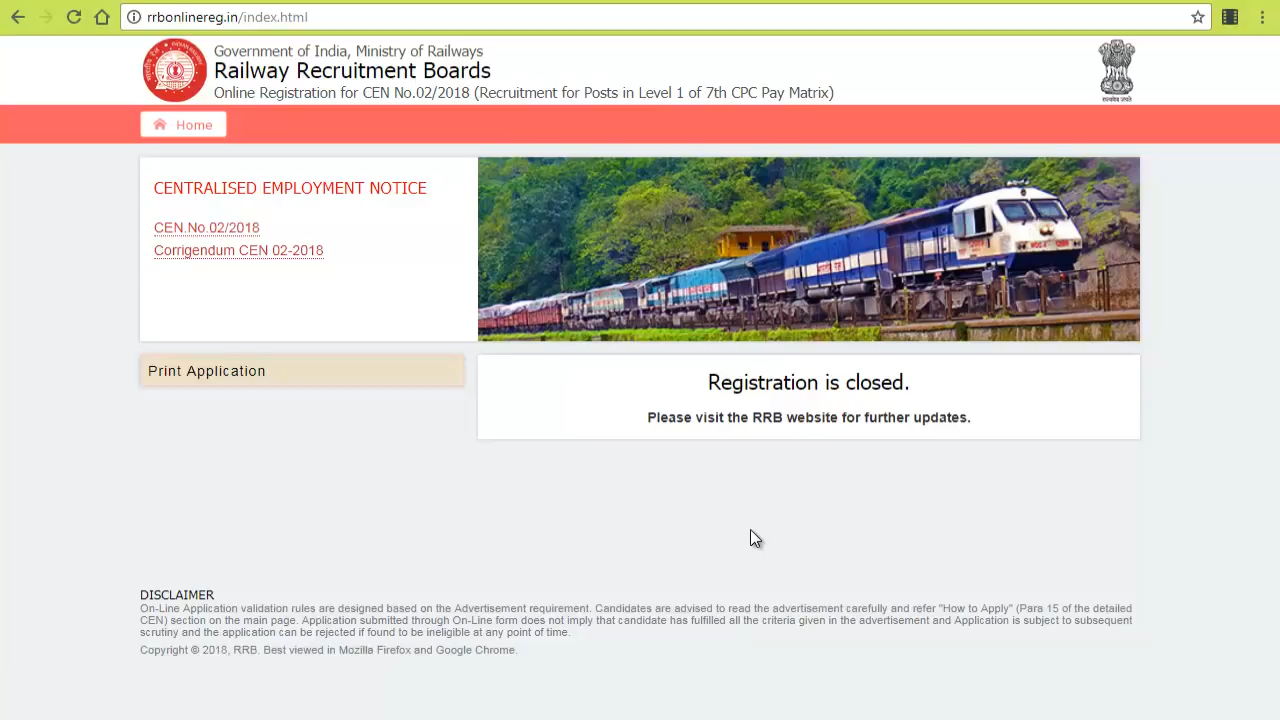 rrbonlinereg.in/index.html
Government of India, Ministry of Railways
Railway Recruitment Boards
Online Registration for CEN No.02/2018 (Recruitment for Posts in Level 1 of 7th CPC Pay Matrix)
Home
CENTRALISED EMPLOYMENT NOTICE
CEN.No.02/2018
Corrigendum CEN 02-2018
Print Application
Registration is closed.
Please visit the RRB website for further updates.
DISCLAIMER
On-Line Application validation rules are designed based on the Advertisement requirement. Candidates are advised to read the advertisement carefully and refer "How to Apply" (Para 15 of the detailed
CEN) section on the main page. Application submitted through On-Line form does not imply that candidate has fulfilled all the criteria given in the advertisement and Application is subject to subsequent
scrutiny and the application can be rejected if found to be ineligible at any point of time.
Copyright © 2018, RRB. Best viewed in Mozilla Firefox and Google Chrome.